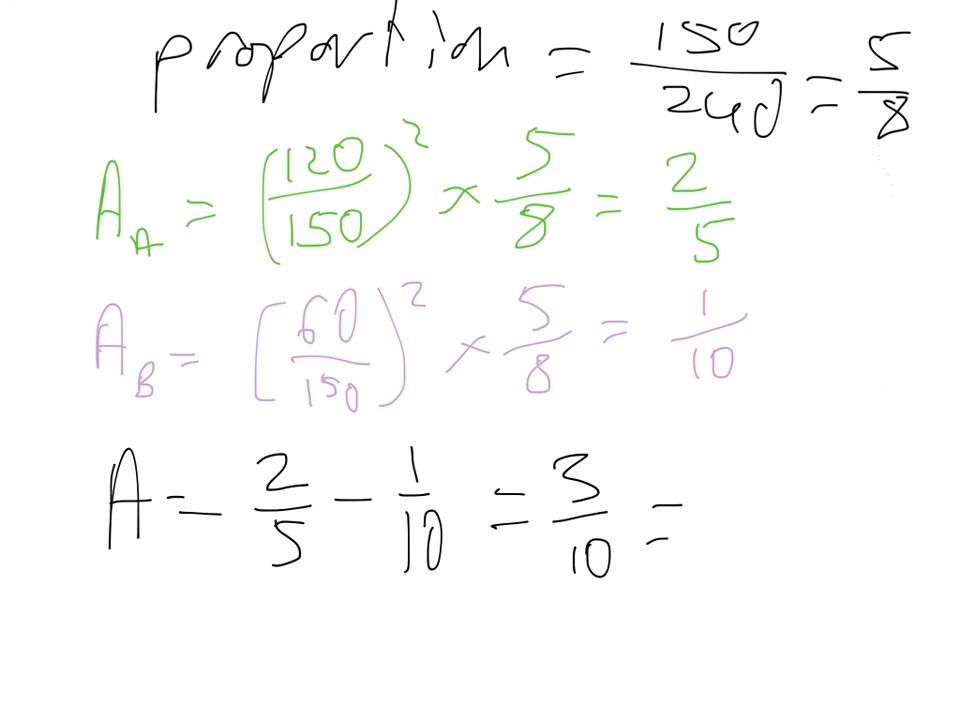 proportion = 150/240 = 5/8
A_A = (120/150)^2 × 5/8 = 2/5
A_B = (60/150)^2 × 5/8 = 1/10
A = 2/5 − 1/10 = 3/10 =